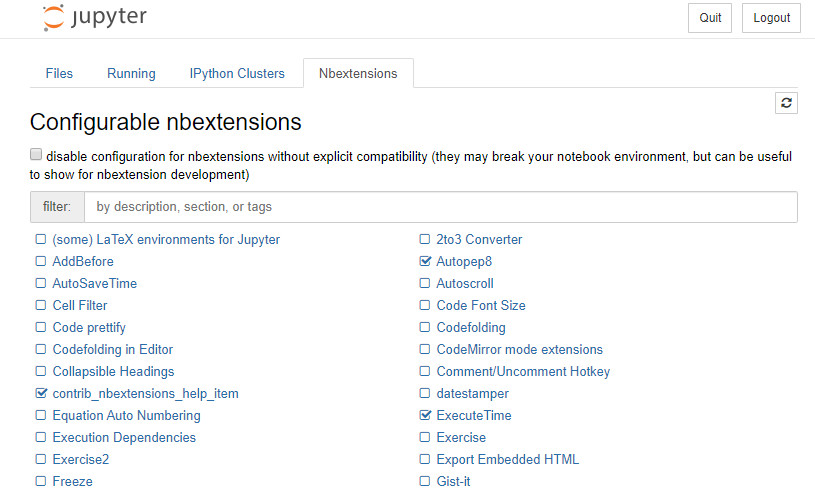 jupyter
Quit
Logout
Files
Running
IPython Clusters
Nbextensions
Configurable nbextensions
disable configuration for nbextensions without explicit compatibility (they may break your notebook environment, but can be useful
to show for nbextension development)
filter:
by description, section, or tags
(some) LaTeX environments for Jupyter
2to3 Converter
AddBefore
Autopep8
AutoSaveTime
Autoscroll
Cell Filter
Code Font Size
Code prettify
Codefolding
Codefolding in Editor
CodeMirror mode extensions
Collapsible Headings
Comment/Uncomment Hotkey
contrib_nbextensions_help_item
datestamper
Equation Auto Numbering
ExecuteTime
Execution Dependencies
Exercise
Exercise2
Export Embedded HTML
Freeze
Gist-it